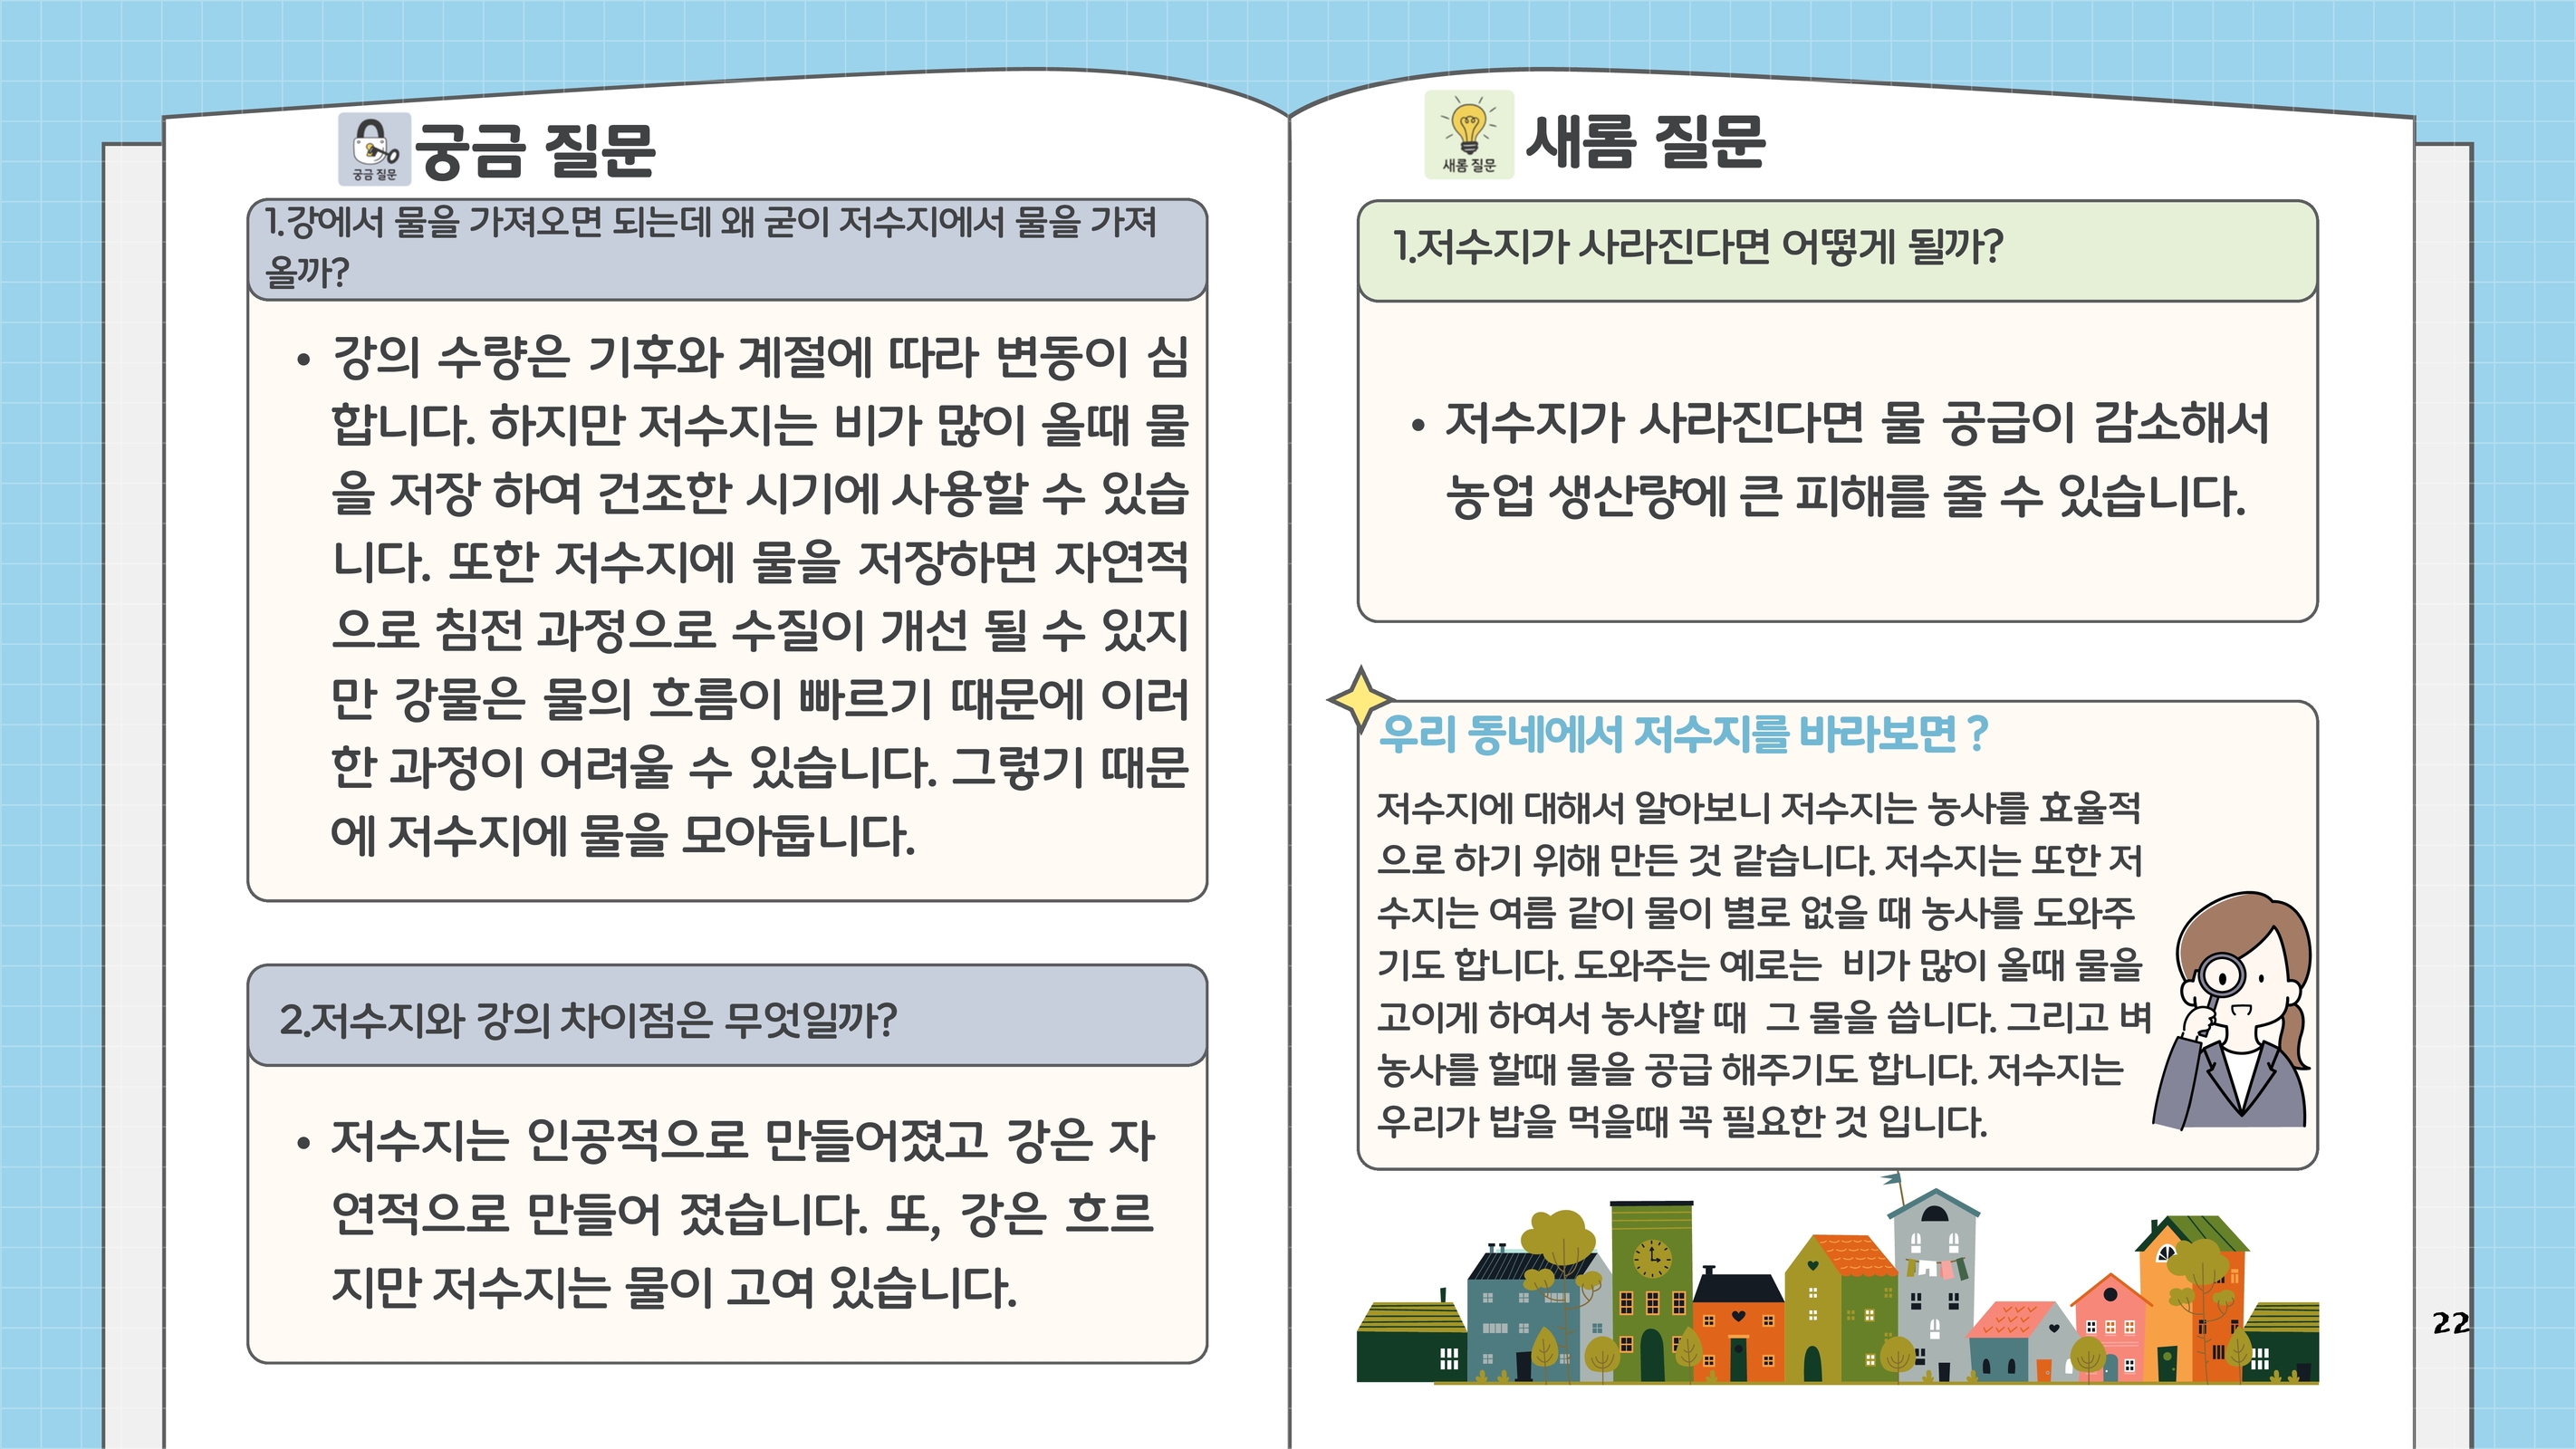 궁금 질문
궁금 질문
1.강에서 물을 가져오면 되는데 왜 굳이 저수지에서 물을 가져
올까?
• 강의 수량은 기후와 계절에 따라 변동이 심
합니다. 하지만 저수지는 비가 많이 올때 물
을 저장 하여 건조한 시기에 사용할 수 있습
니다. 또한 저수지에 물을 저장하면 자연적
으로 침전 과정으로 수질이 개선 될 수 있지
만 강물은 물의 흐름이 빠르기 때문에 이러
한 과정이 어려울 수 있습니다. 그렇기 때문
에 저수지에 물을 모아둡니다.
2.저수지와 강의 차이점은 무엇일까?
• 저수지는 인공적으로 만들어졌고 강은 자
연적으로 만들어 졌습니다. 또, 강은 흐르
지만 저수지는 물이 고여 있습니다.
새롬 질문
새롬 질문
1.저수지가 사라진다면 어떻게 될까?
• 저수지가 사라진다면 물 공급이 감소해서
농업 생산량에 큰 피해를 줄 수 있습니다.
우리 동네에서 저수지를 바라보면 ?
저수지에 대해서 알아보니 저수지는 농사를 효율적
으로 하기 위해 만든 것 같습니다. 저수지는 또한 저
수지는 여름 같이 물이 별로 없을 때 농사를 도와주
기도 합니다. 도와주는 예로는 비가 많이 올때 물을
고이게 하여서 농사할 때 그 물을 씁니다. 그리고 벼
농사를 할때 물을 공급 해주기도 합니다. 저수지는
우리가 밥을 먹을때 꼭 필요한 것 입니다.
22